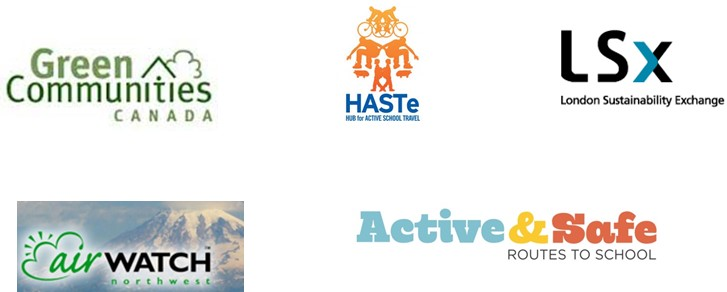 Green
Communities
CANADA
HASTe
HUB for ACTIVE SCHOOL TRAVEL
LSx
London Sustainability Exchange
airWATCH
northwest
Active&Safe
ROUTES TO SCHOOL